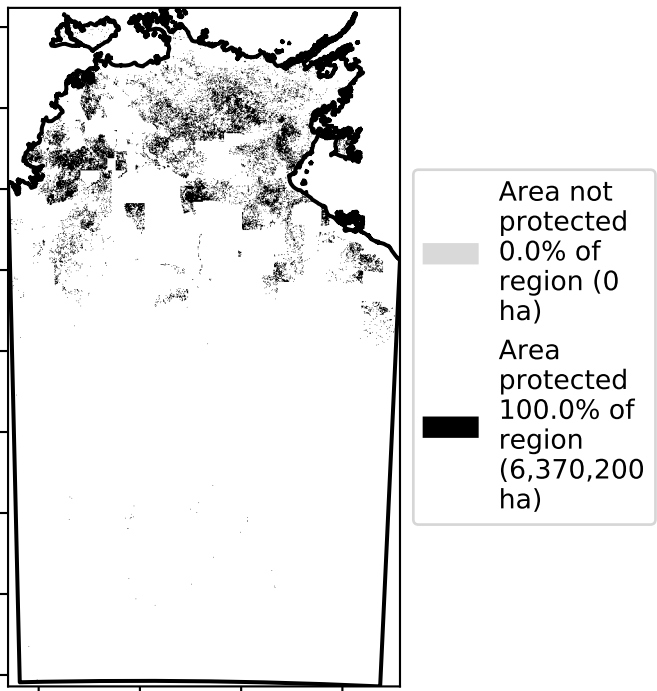 Area not
protected
0.0% of
region (0
ha)
Area
protected
100.0% of
region
(6,370,200
ha)